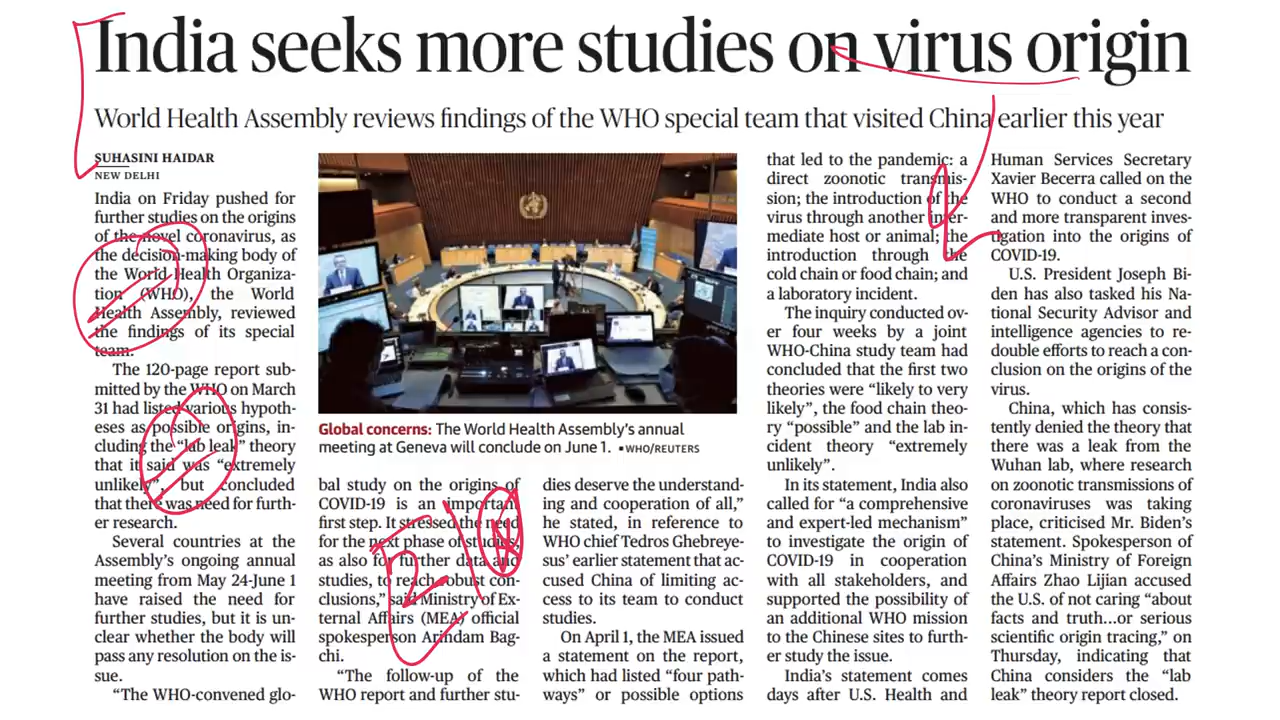 India seeks more studies on virus origin
World Health Assembly reviews findings of the WHO special team that visited China earlier this year
SUHASINI HAIDAR
NEW DELHI
India on Friday pushed for
further studies on the origins
of the novel coronavirus, as
the decision-making body of
the World Health Organiza-
tion (WHO), the World
Health Assembly, reviewed
the findings of its special
team.
The 120-page report sub-
mitted by the WHO on March
31 had listed various hypoth-
eses as possible origins, in-
cluding the “lab leak” theory
that it said was “extremely
unlikely”, but concluded
that there was need for furth-
er research.
Several countries at the
Assembly's ongoing annual
meeting from May 24-June 1
have raised the need for
further studies, but it is un-
clear whether the body will
pass any resolution on the is-
sue.
“The WHO-convened glo-
Global concerns: The World Health Assembly's annual
meeting at Geneva will conclude on June 1. ▪WHO/REUTERS
bal study on the origins of
COVID-19 is an important
first step. It stressed the need
for the next phase of studies,
as also for further data and
studies, to reach robust con-
clusions,” said Ministry of Ex-
ternal Affairs (MEA) official
spokesperson Arindam Bag-
chi.
“The follow-up of the
WHO report and further stu-
dies deserve the understand-
ing and cooperation of all,”
he stated, in reference to
WHO chief Tedros Ghebreye-
sus' earlier statement that ac-
cused China of limiting ac-
cess to its team to conduct
studies.
On April 1, the MEA issued
a statement on the report,
which had listed “four path-
ways” or possible options
that led to the pandemic: a
direct zoonotic transmis-
sion; the introduction of the
virus through another inter-
mediate host or animal; the
introduction through the
cold chain or food chain; and
a laboratory incident.
The inquiry conducted ov-
er four weeks by a joint
WHO-China study team had
concluded that the first two
theories were “likely to very
likely”, the food chain theo-
ry “possible” and the lab in-
cident theory “extremely
unlikely”.
In its statement, India also
called for “a comprehensive
and expert-led mechanism”
to investigate the origin of
COVID-19 in cooperation
with all stakeholders, and
supported the possibility of
an additional WHO mission
to the Chinese sites to furth-
er study the issue.
India's statement comes
days after U.S. Health and
Human Services Secretary
Xavier Becerra called on the
WHO to conduct a second
and more transparent inves-
tigation into the origins of
COVID-19.
U.S. President Joseph Bi-
den has also tasked his Na-
tional Security Advisor and
intelligence agencies to re-
double efforts to reach a con-
clusion on the origins of the
virus.
China, which has consis-
tently denied the theory that
there was a leak from the
Wuhan lab, where research
on zoonotic transmissions of
coronaviruses was taking
place, criticised Mr. Biden's
statement. Spokesperson of
China's Ministry of Foreign
Affairs Zhao Lijian accused
the U.S. of not caring “about
facts and truth...or serious
scientific origin tracing,” on
Thursday, indicating that
China considers the “lab
leak” theory report closed.